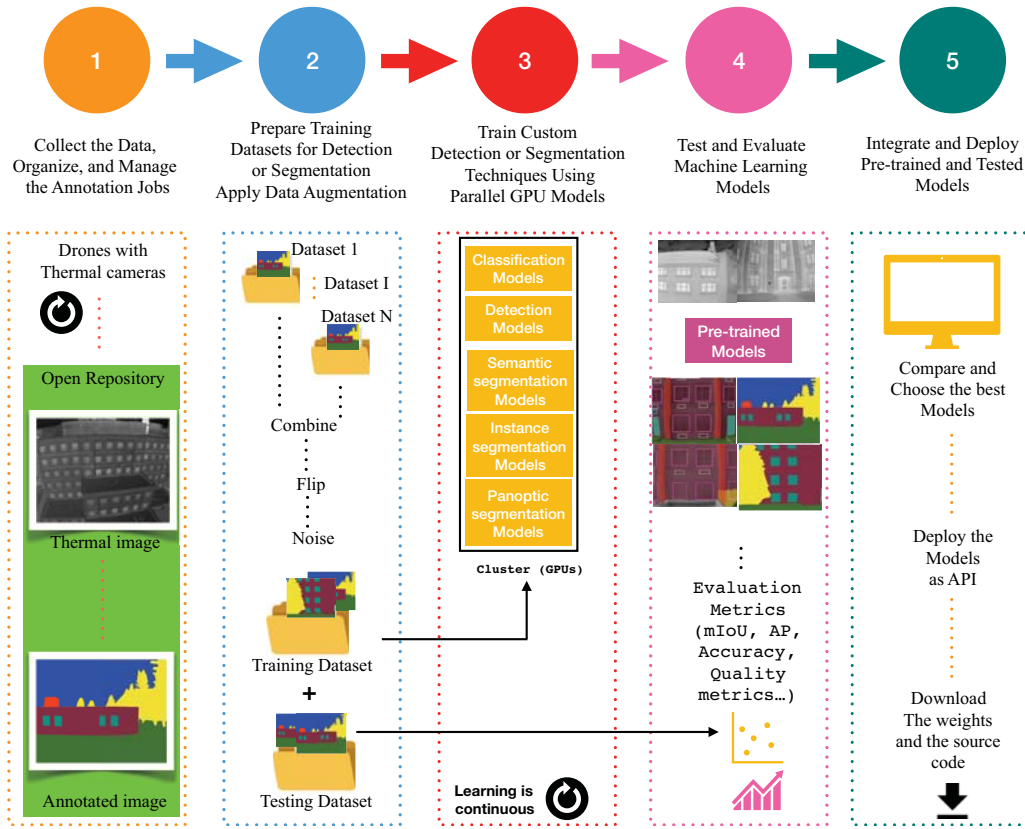 1
2
3
4
5
Collect the Data,
Organize, and Manage
the Annotation Jobs
Prepare Training
Datasets for Detection
or Segmentation
Apply Data Augmentation
Train Custom
Detection or Segmentation
Techniques Using
Parallel GPU Models
Test and Evaluate
Machine Learning
Models
Integrate and Deploy
Pre-trained and Tested
Models
Drones with
Thermal cameras
Open Repository
Thermal image
Annotated image
Dataset 1
Dataset I
Dataset N
Combine
Flip
Noise
Training Dataset
+
Testing Dataset
Classification
Models
Detection
Models
Semantic
segmentation
Models
Instance
segmentation
Models
Panoptic
segmentation
Models
Cluster (GPUs)
Learning is
continuous
Pre-trained
Models
Evaluation
Metrics
(mIoU, AP,
Accuracy,
Quality
metrics…)
Compare and
Choose the best
Models
Deploy the
Models
as API
Download
The weights
and the source
code